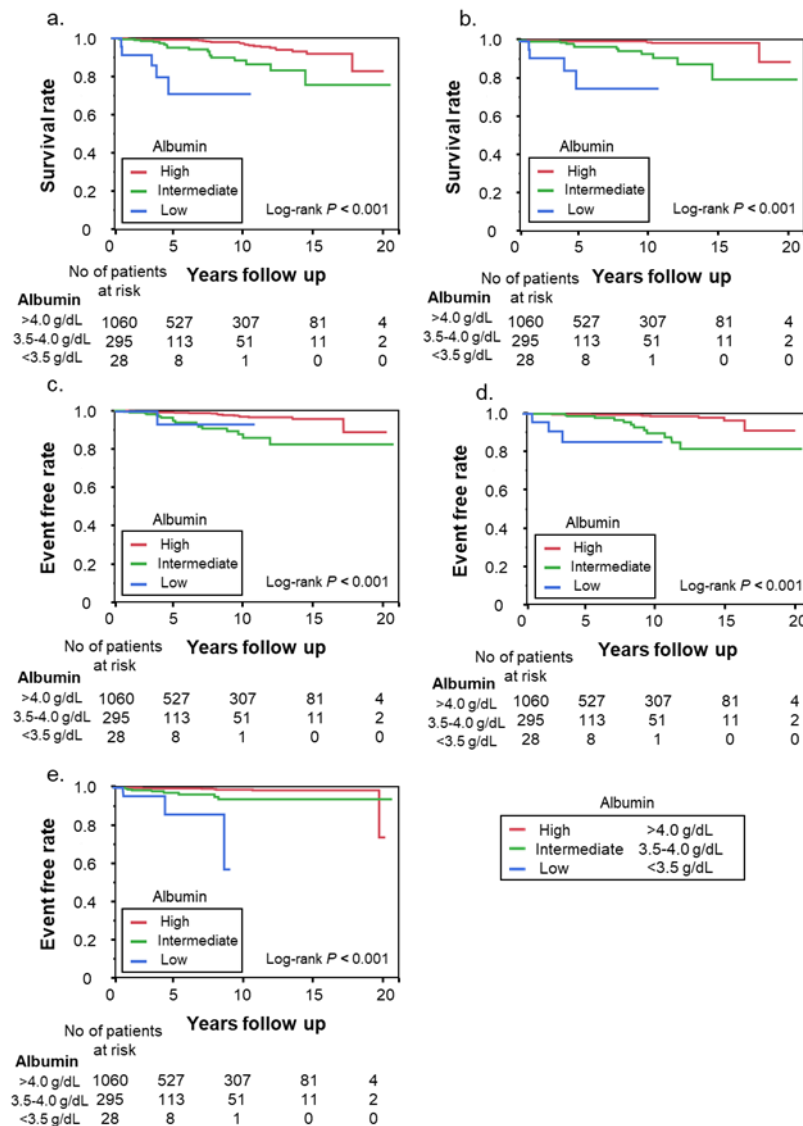 a.
Survival rate
1.0
0.8
0.6
0.4
0.2
0
Albumin
High
Intermediate
Low
Log-rank P < 0.001
0 5 10 15 20
Years follow up
No of patients
at risk
Albumin
>4.0 g/dL 1060 527 307 81 4
3.5-4.0 g/dL 295 113 51 11 2
<3.5 g/dL 28 8 1 0 0
b.
Survival rate
1.0
0.8
0.6
0.4
0.2
0
Albumin
High
Intermediate
Low
Log-rank P < 0.001
0 5 10 15 20
Years follow up
No of patients
at risk
Albumin
>4.0 g/dL 1060 527 307 81 4
3.5-4.0 g/dL 295 113 51 11 2
<3.5 g/dL 28 8 1 0 0
c.
Event free rate
1.0
0.8
0.6
0.4
0.2
0
Albumin
High
Intermediate
Low
Log-rank P < 0.001
0 5 10 15 20
Years follow up
No of patients
at risk
Albumin
>4.0 g/dL 1060 527 307 81 4
3.5-4.0 g/dL 295 113 51 11 2
<3.5 g/dL 28 8 1 0 0
d.
Event free rate
1.0
0.8
0.6
0.4
0.2
0
Albumin
High
Intermediate
Low
Log-rank P < 0.001
0 5 10 15 20
Years follow up
No of patients
at risk
Albumin
>4.0 g/dL 1060 527 307 81 4
3.5-4.0 g/dL 295 113 51 11 2
<3.5 g/dL 28 8 1 0 0
e.
Event free rate
1.0
0.8
0.6
0.4
0.2
0
Albumin
High
Intermediate
Low
Log-rank P < 0.001
0 5 10 15 20
Years follow up
No of patients
at risk
Albumin
>4.0 g/dL 1060 527 307 81 4
3.5-4.0 g/dL 295 113 51 11 2
<3.5 g/dL 28 8 1 0 0
Albumin
High >4.0 g/dL
Intermediate 3.5-4.0 g/dL
Low <3.5 g/dL